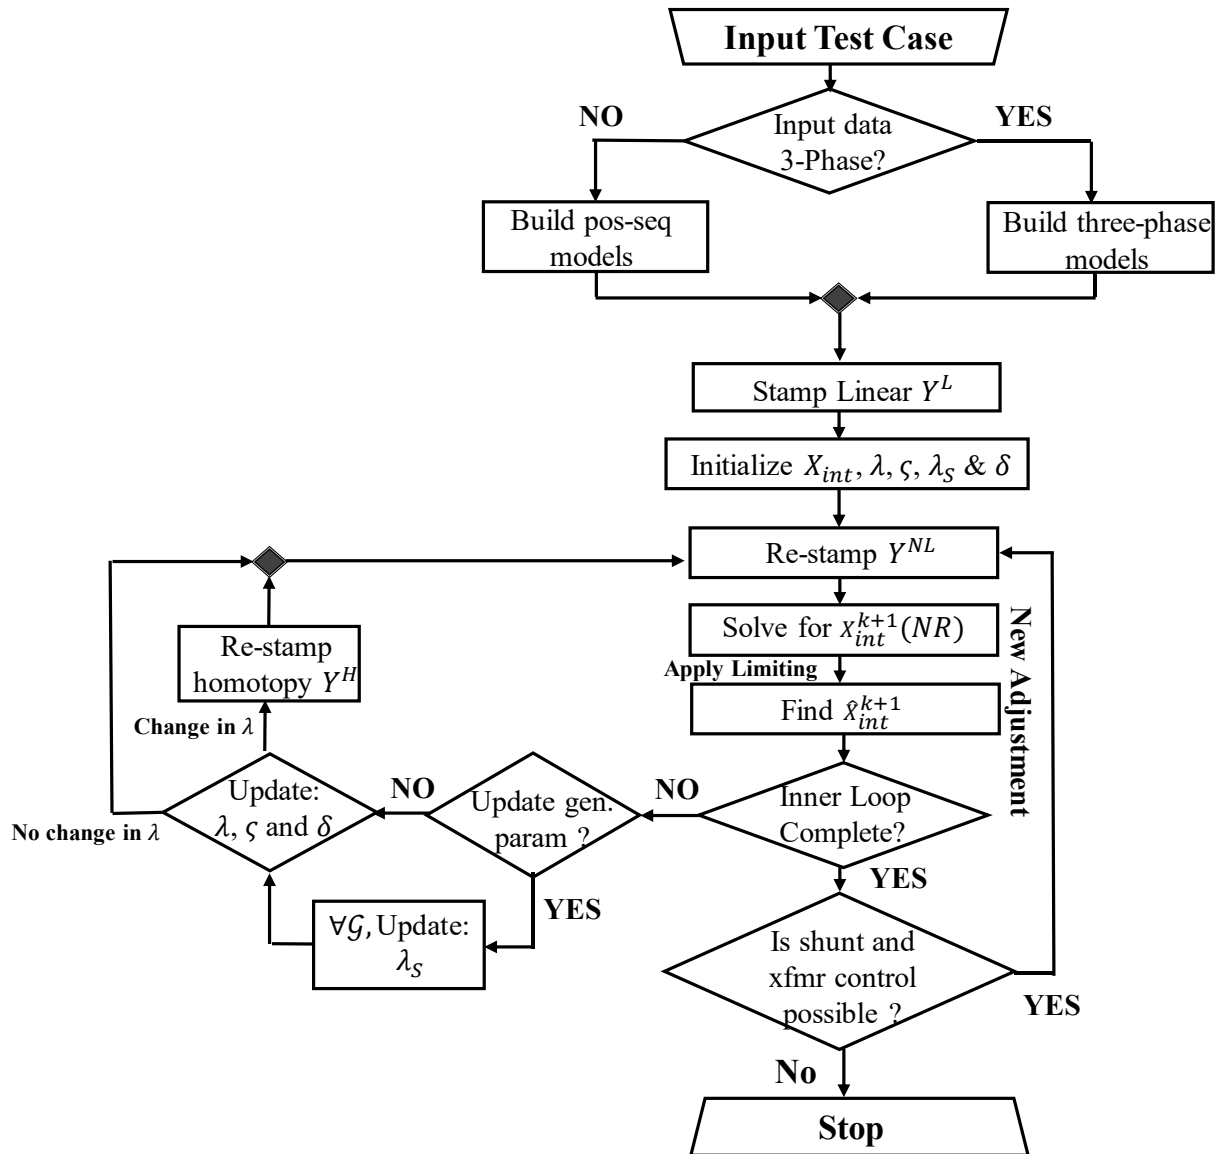 Input Test Case
NO
YES
Input data
3-Phase?
Build pos-seq
models
Build three-phase
models
Stamp Linear Y^L
Initialize X_int, λ, ς, λ_S & δ
Re-stamp Y^NL
Solve for X_int^k+1(NR)
Apply Limiting
Find X̂_int^k+1
New Adjustment
Re-stamp
homotopy Y^H
Change in λ
Update:
λ, ς and δ
No change in λ
NO
Update gen.
param ?
NO
Inner Loop
Complete?
YES
YES
∀𝒢, Update:
λ_S
Is shunt and
xfmr control
possible ?
YES
No
Stop